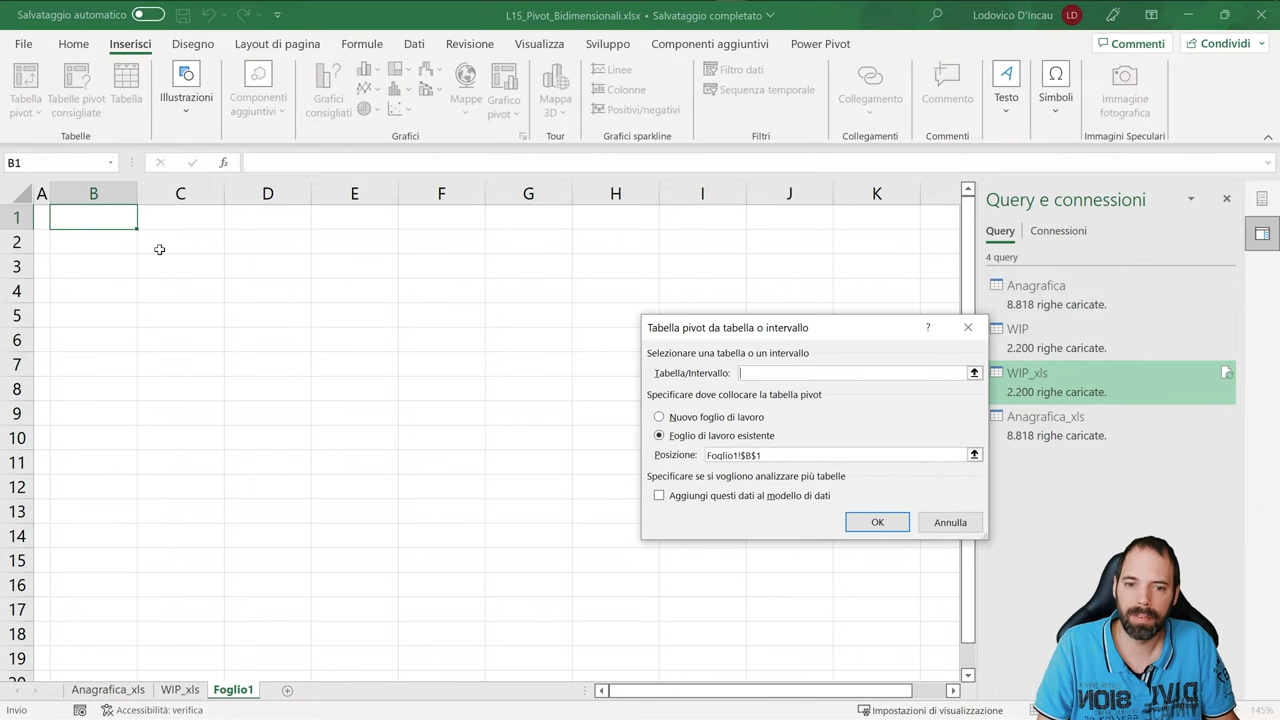 Salvataggio automatico
L15_Pivot_Bidimensionali.xlsx • Salvataggio completato
Lodovico D'Incau
LD
File Home Inserisci Disegno Layout di pagina Formule Dati Revisione Visualizza Sviluppo Componenti aggiuntivi Power Pivot
Commenti
Condividi
Tabella pivot
Tabelle pivot consigliate
Tabella
Illustrazioni
Componenti aggiuntivi
Grafici consigliati
Mappe
Grafico pivot
Mappa 3D
Linee
Colonne
Positivi/negativi
Filtro dati
Sequenza temporale
Collegamento
Commento
Testo
Simboli
Immagine fotografica
Tabelle Grafici Tour Grafici sparkline Filtri Collegamenti Commenti Immagini Speculari
B1
fx
A B C D E F G H I J K
1
2
3
4
5
6
7
8
9
10
11
12
13
14
15
16
17
18
19
Tabella pivot da tabella o intervallo
?
Selezionare una tabella o un intervallo
Tabella/Intervallo:
Specificare dove collocare la tabella pivot
Nuovo foglio di lavoro
Foglio di lavoro esistente
Posizione: Foglio1!$B$1
Specificare se si vogliono analizzare più tabelle
Aggiungi questi dati al modello di dati
OK Annulla
Query e connessioni
Query Connessioni
4 query
Anagrafica
8.818 righe caricate.
WIP
2.200 righe caricate.
WIP_xls
2.200 righe caricate.
Anagrafica_xls
8.818 righe caricate.
Anagrafica_xls WIP_xls Foglio1
Invio
Accessibilità: verifica
Impostazioni di visualizzazione
145%